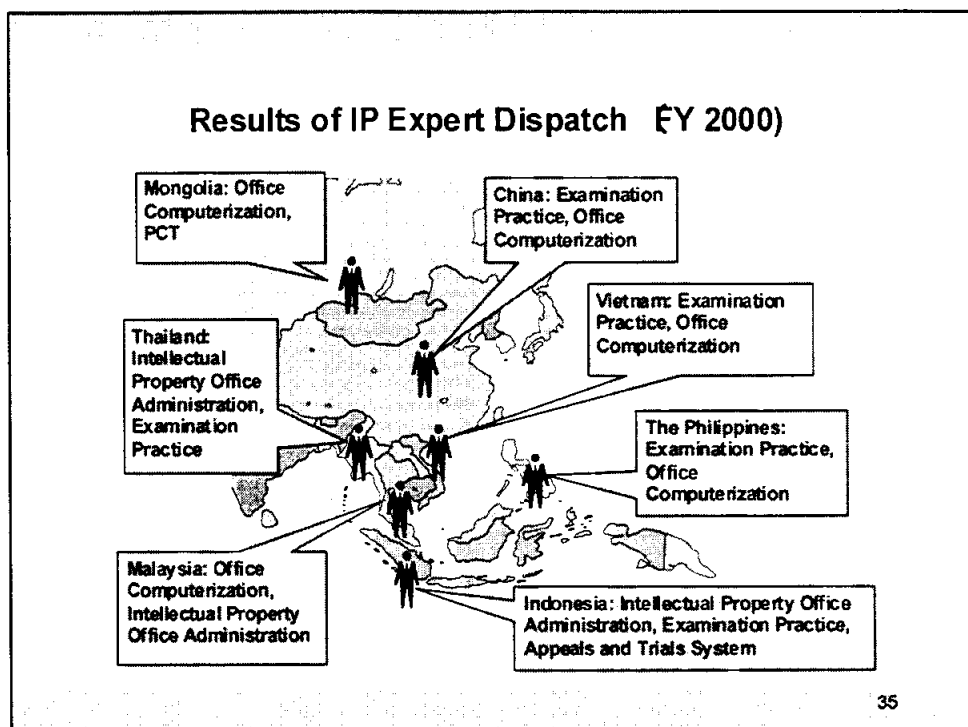 Results of IP Expert Dispatch (FY 2000)
Mongolia: Office
Computerization,
PCT
China: Examination
Practice, Office
Computerization
Vietnam: Examination
Practice, Office
Computerization
Thailand:
Intellectual
Property Office
Administration,
Examination
Practice
The Philippines:
Examination Practice,
Office
Computerization
Malaysia: Office
Computerization,
Intellectual Property
Office Administration
Indonesia: Intellectual Property Office
Administration, Examination Practice,
Appeals and Trials System
35